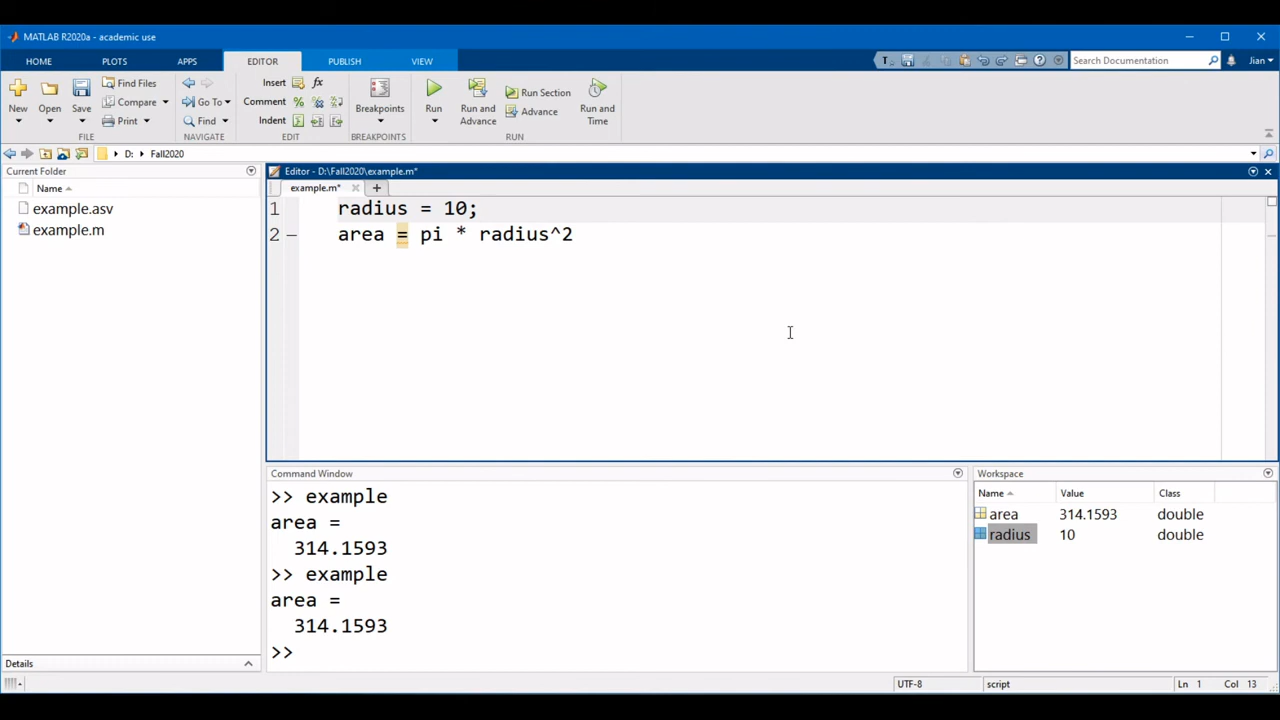 MATLAB R2020a - academic use
HOME PLOTS APPS EDITOR PUBLISH VIEW Search Documentation Jian
New Open Save Find Files Compare Print
Go To Find
Insert fx
Comment
Indent
Breakpoints
Run
Run and Advance
Run Section
Advance
Run and Time
FILE NAVIGATE EDIT BREAKPOINTS RUN
D: Fall2020
Current Folder
Name
example.asv
example.m
Details
Editor - D:\Fall2020\example.m*
example.m*
1 radius = 10;
2 – area = pi * radius^2
Command Window
>> example
area =
314.1593
>> example
area =
314.1593
>>
Workspace
Name Value Class
area 314.1593 double
radius 10 double
UTF-8 script Ln 1 Col 13